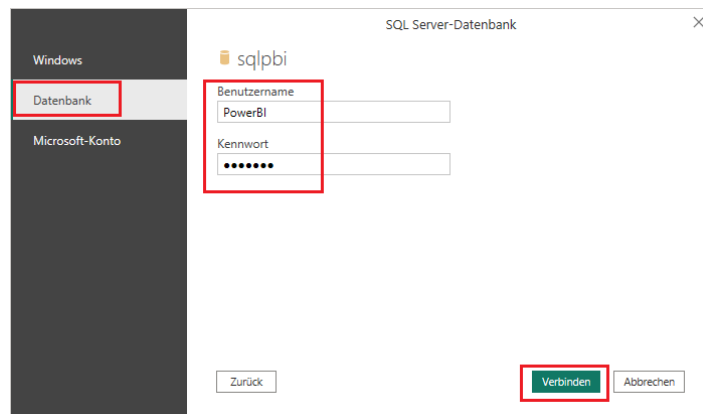 SQL Server-Datenbank
Windows
Datenbank
Microsoft-Konto
sqlpbi
Benutzername
PowerBI
Kennwort
●●●●●●●
Zurück
Verbinden
Abbrechen